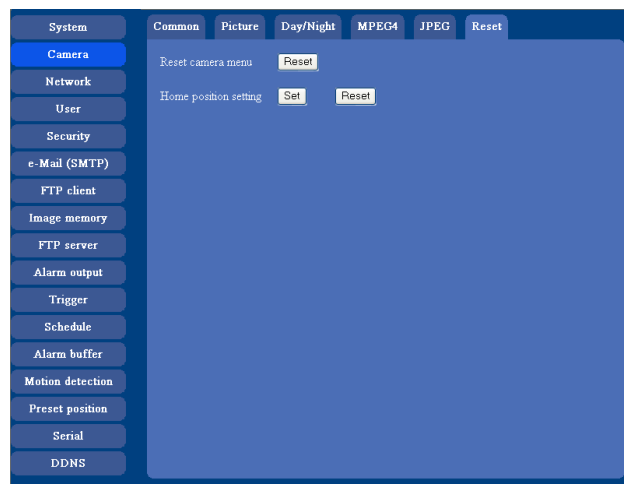 System
Camera
Network
User
Security
e-Mail (SMTP)
FTP client
Image memory
FTP server
Alarm output
Trigger
Schedule
Alarm buffer
Motion detection
Preset position
Serial
DDNS
Common Picture Day/Night MPEG4 JPEG Reset
Reset camera menu Reset
Home position setting Set Reset